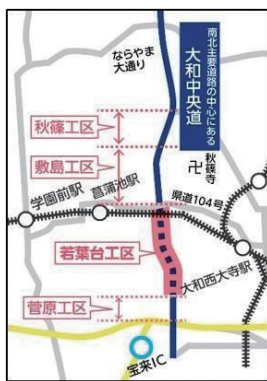 南北主要道路の中心にある
大和中央道
ならやま
大通り
秋篠工区
秋篠寺
敷島工区
学園前駅
菖蒲池駅
県道104号
若葉台工区
大和西大寺駅
菅原工区
宝来IC